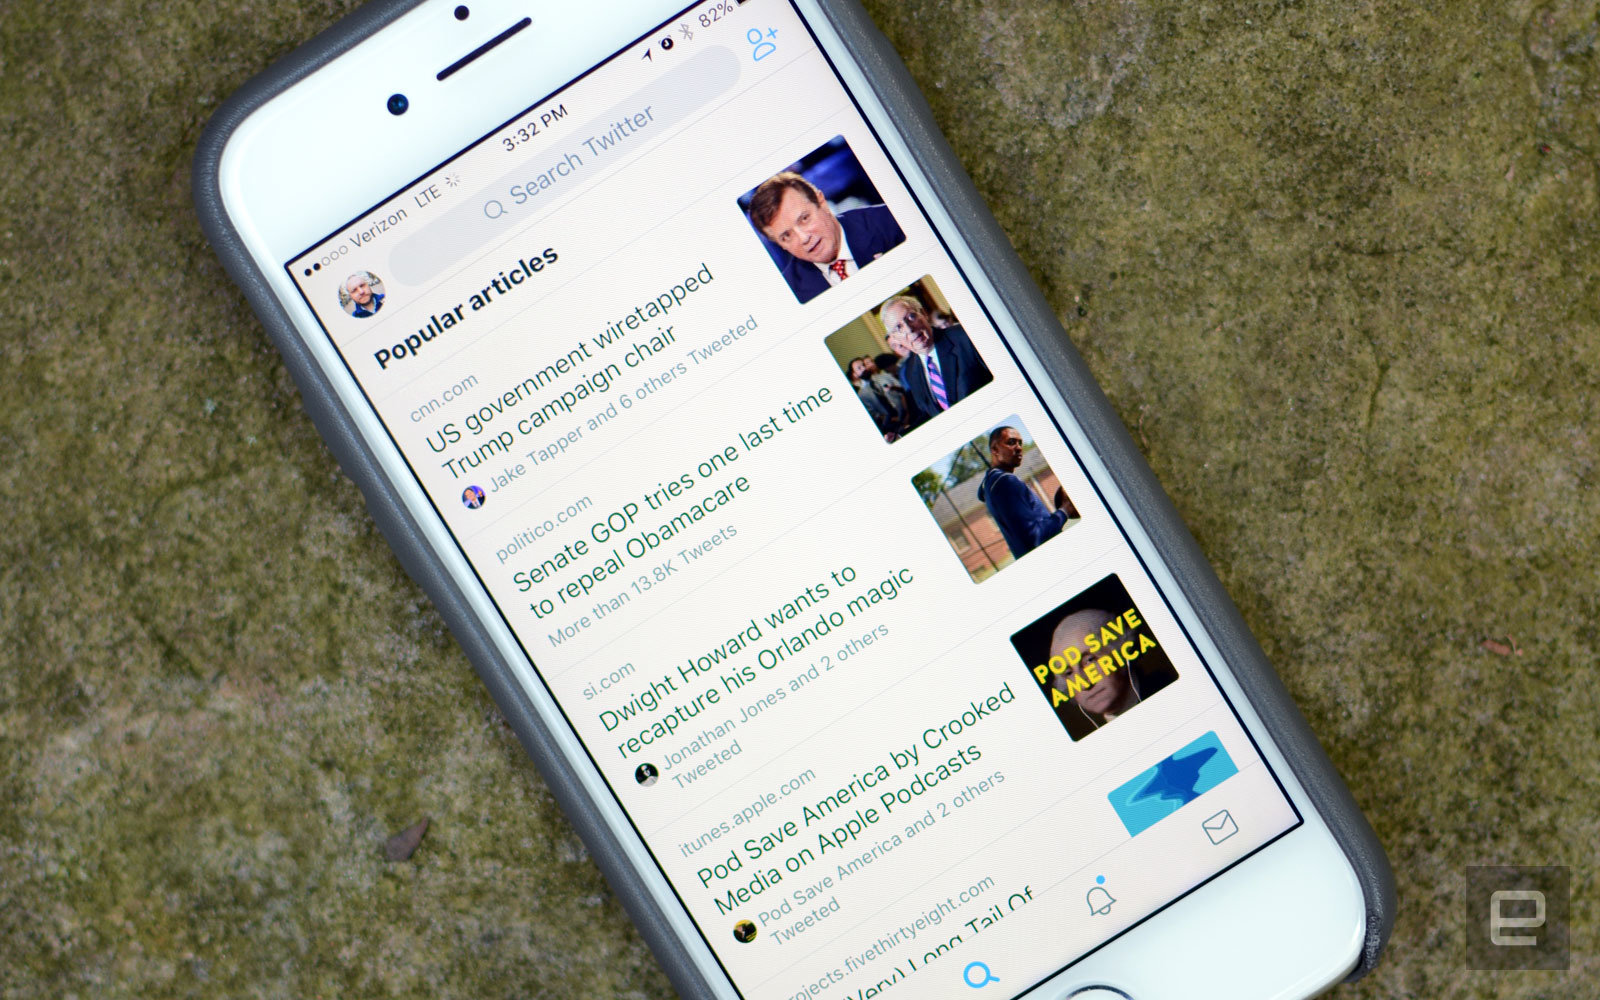 Verizon LTE 3:32 PM 82%
Search Twitter
Popular articles
cnn.com
US government wiretapped
Trump campaign chair
Jake Tapper and 6 others Tweeted
politico.com
Senate GOP tries one last time
to repeal Obamacare
More than 13.8K Tweets
si.com
Dwight Howard wants to
recapture his Orlando magic
Jonathan Jones and 2 others
Tweeted
itunes.apple.com
Pod Save America by Crooked
Media on Apple Podcasts
Pod Save America and 2 others
Tweeted
POD SAVE
AMERICA
rojects.fivethirtyeight.com
(Very) Long Tail Of
e